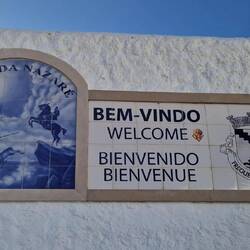 DA NAZARÉ
BEM-VINDO
WELCOME
BIENVENIDO
BIENVENUE